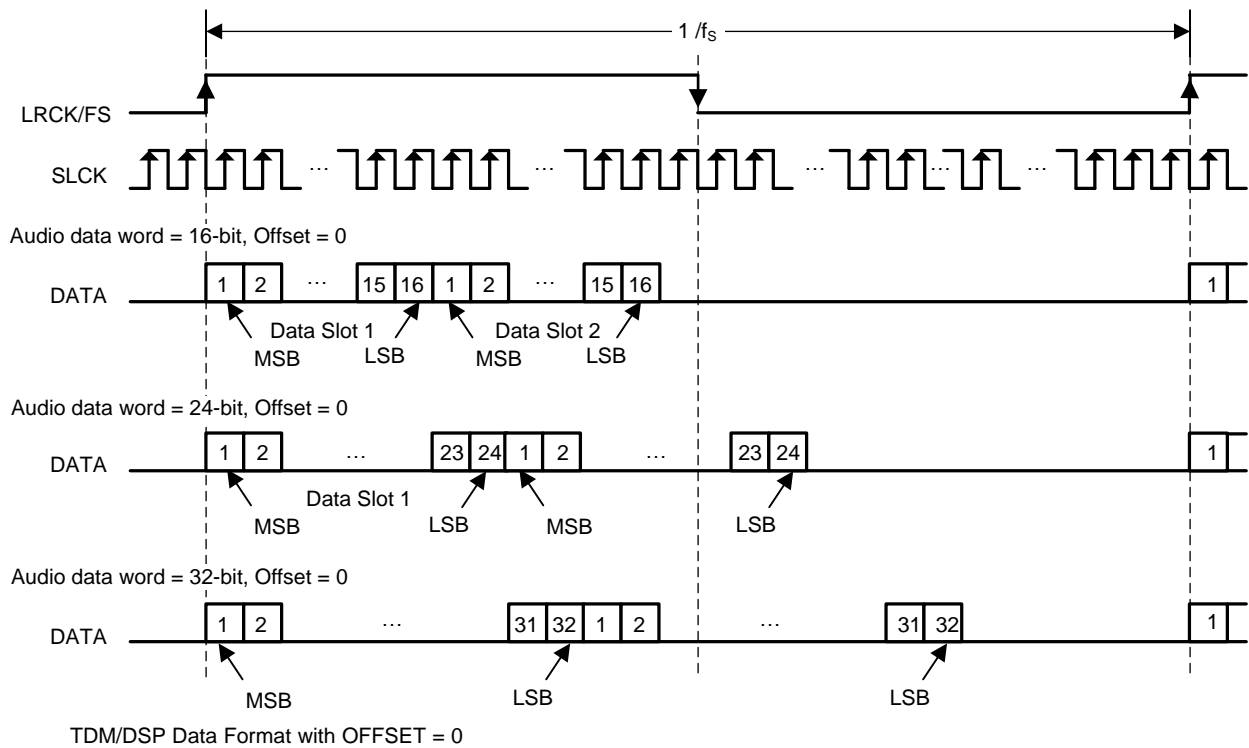 1 /fS
LRCK/FS
SLCK
... ... ... ... ...
Audio data word = 16-bit, Offset = 0
DATA 1 2 ... 15 16 1 2 ... 15 16 1
Data Slot 1 Data Slot 2
MSB LSB MSB LSB
Audio data word = 24-bit, Offset = 0
DATA 1 2 ... 23 24 1 2 ... 23 24 1
Data Slot 1
MSB LSB MSB LSB
Audio data word = 32-bit, Offset = 0
DATA 1 2 ... 31 32 1 2 ... 31 32 1
MSB LSB LSB
TDM/DSP Data Format with OFFSET = 0